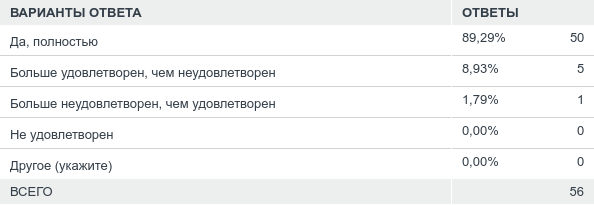 ВАРИАНТЫ ОТВЕТА ОТВЕТЫ
Да, полностью 89,29% 50
Больше удовлетворен, чем неудовлетворен 8,93% 5
Больше неудовлетворен, чем удовлетворен 1,79% 1
Не удовлетворен 0,00% 0
Другое (укажите) 0,00% 0
ВСЕГО 56